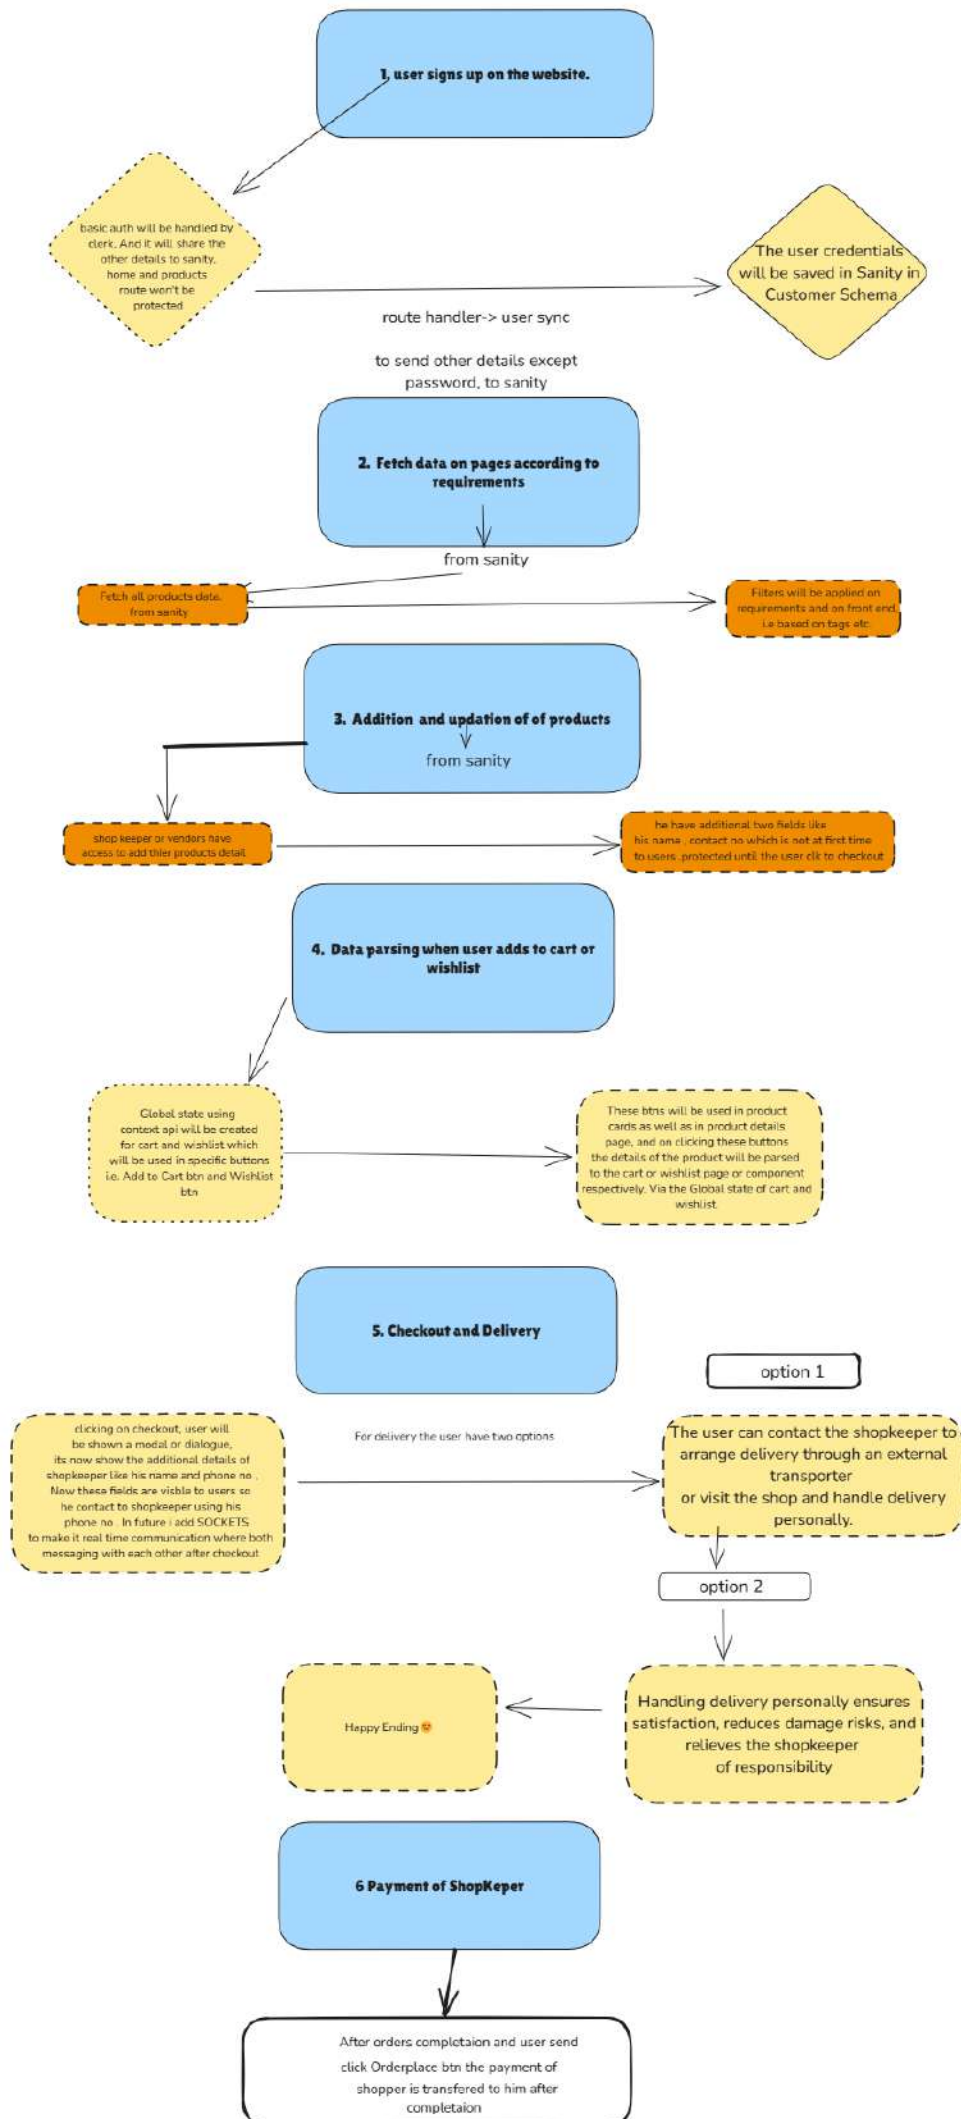 1, user signs up on the website.
basic auth will be handled by
clerk, And it will share the
other details to sanity,
home and products
route won't be
protected
The user credentials
will be saved in Sanity in
Customer Schema
route handler-> user sync
to send other details except
password, to sanity
2. Fetch data on pages according to
requirements
from sanity
Fetch all products data,
from sanity
Filters will be applied on
requirements and on front end,
i.e based on tags etc.
3. Addition and updation of of products
from sanity
shop keeper or vendors have
access to add thier products detail
he have additional two fields like
his name , contact no which is not at first time
to users .protected until the user clk to checkout
4. Data parsing when user adds to cart or
wishlist
Global state using
context api will be created
for cart and wishlist which
will be used in specific buttons
i.e. Add to Cart btn and Wishlist
btn
These btns will be used in product
cards as well as in product details
page, and on clicking these buttons
the details of the product will be parsed
to the cart or wishlist page or component
respectively. Via the Global state of cart and
wishlist
5. Checkout and Delivery
option 1
clicking on checkout, user will
be shown a modal or dialogue,
its now show the additional details of
shopkeeper like his name and phone no .
Now these fields are visble to users so
he contact to shopkeeper using his
phone no . In future i add SOCKETS
to make it real time communication where both
messaging with each other after checkout
For delivery the user have two options
The user can contact the shopkeeper to
arrange delivery through an external
transporter
or visit the shop and handle delivery
personally.
option 2
Handling delivery personally ensures
satisfaction, reduces damage risks, and
relieves the shopkeeper
of responsibility
Happy Ending
6 Payment of ShopKeper
After orders completaion and user send
click Orderplace btn the payment of
shopper is transfered to him after
completaion